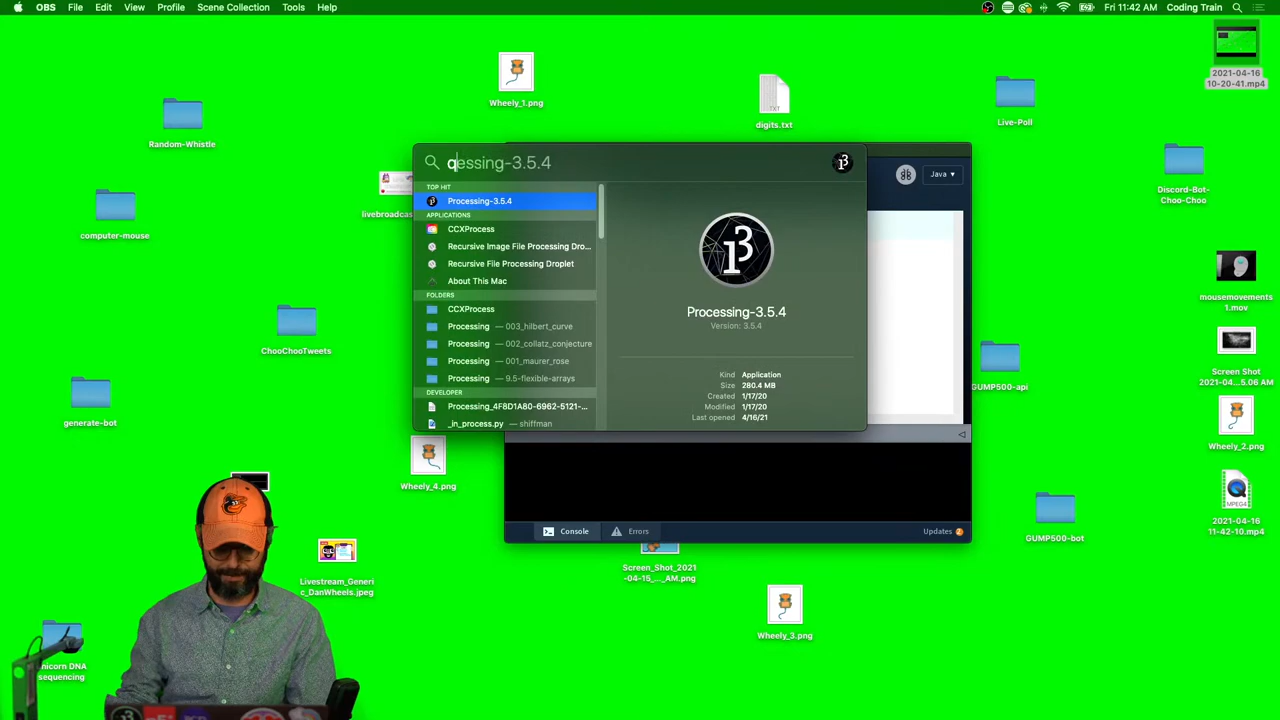 OBS File Edit View Profile Scene Collection Tools Help
Fri 11:42 AM Coding Train
2021-04-16
10-20-41.mp4
Wheely_1.png
digits.txt
Live-Poll
Random-Whistle
qessing-3.5.4
Java ▾
TOP HIT
Processing-3.5.4
APPLICATIONS
CCXProcess
Recursive Image File Processing Dro...
Recursive File Processing Droplet
About This Mac
FOLDERS
CCXProcess
Processing — 003_hilbert_curve
Processing — 002_collatz_conjecture
Processing — 001_maurer_rose
Processing — 9.5-flexible-arrays
DEVELOPER
Processing_4F8D1A80-6962-5121-...
_in_process.py — shiffman
Processing-3.5.4
Version: 3.5.4
Kind Application
Size 280.4 MB
Created 1/17/20
Modified 1/17/20
Last opened 4/16/21
livebroadcas
computer-mouse
Discord-Bot-
Choo-Choo
mousemovements
1.mov
ChooChooTweets
Screen Shot
2021-04....5.06 AM
GUMP500-api
generate-bot
Wheely_2.png
Wheely_4.png
MPEG4
2021-04-16
11-42-10.mp4
Console
Errors
Updates 2
GUMP500-bot
Livestream_Generi
c_DanWheels.jpeg
Screen_Shot_2021
-04-15_..._AM.png
Wheely_3.png
nicorn DNA
sequencing